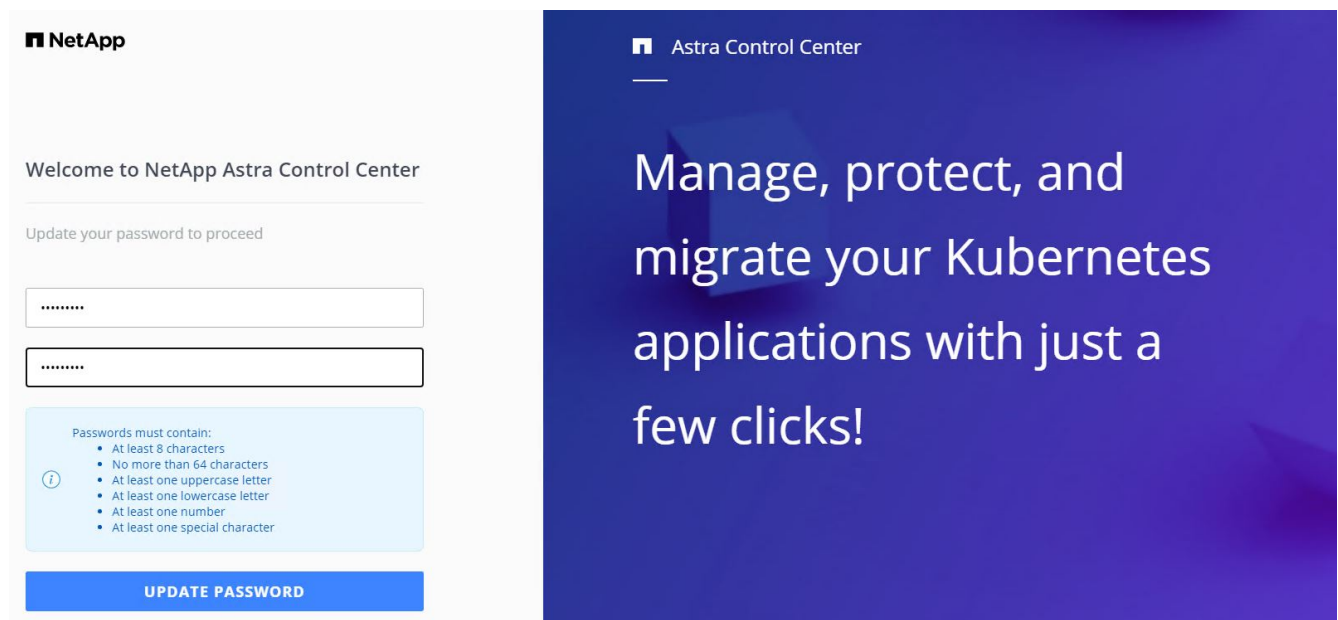 NetApp
Welcome to NetApp Astra Control Center
Update your password to proceed
•••••••••
•••••••••
Passwords must contain:
• At least 8 characters
• No more than 64 characters
• At least one uppercase letter
• At least one lowercase letter
• At least one number
• At least one special character
UPDATE PASSWORD
Astra Control Center
Manage, protect, and
migrate your Kubernetes
applications with just a
few clicks!